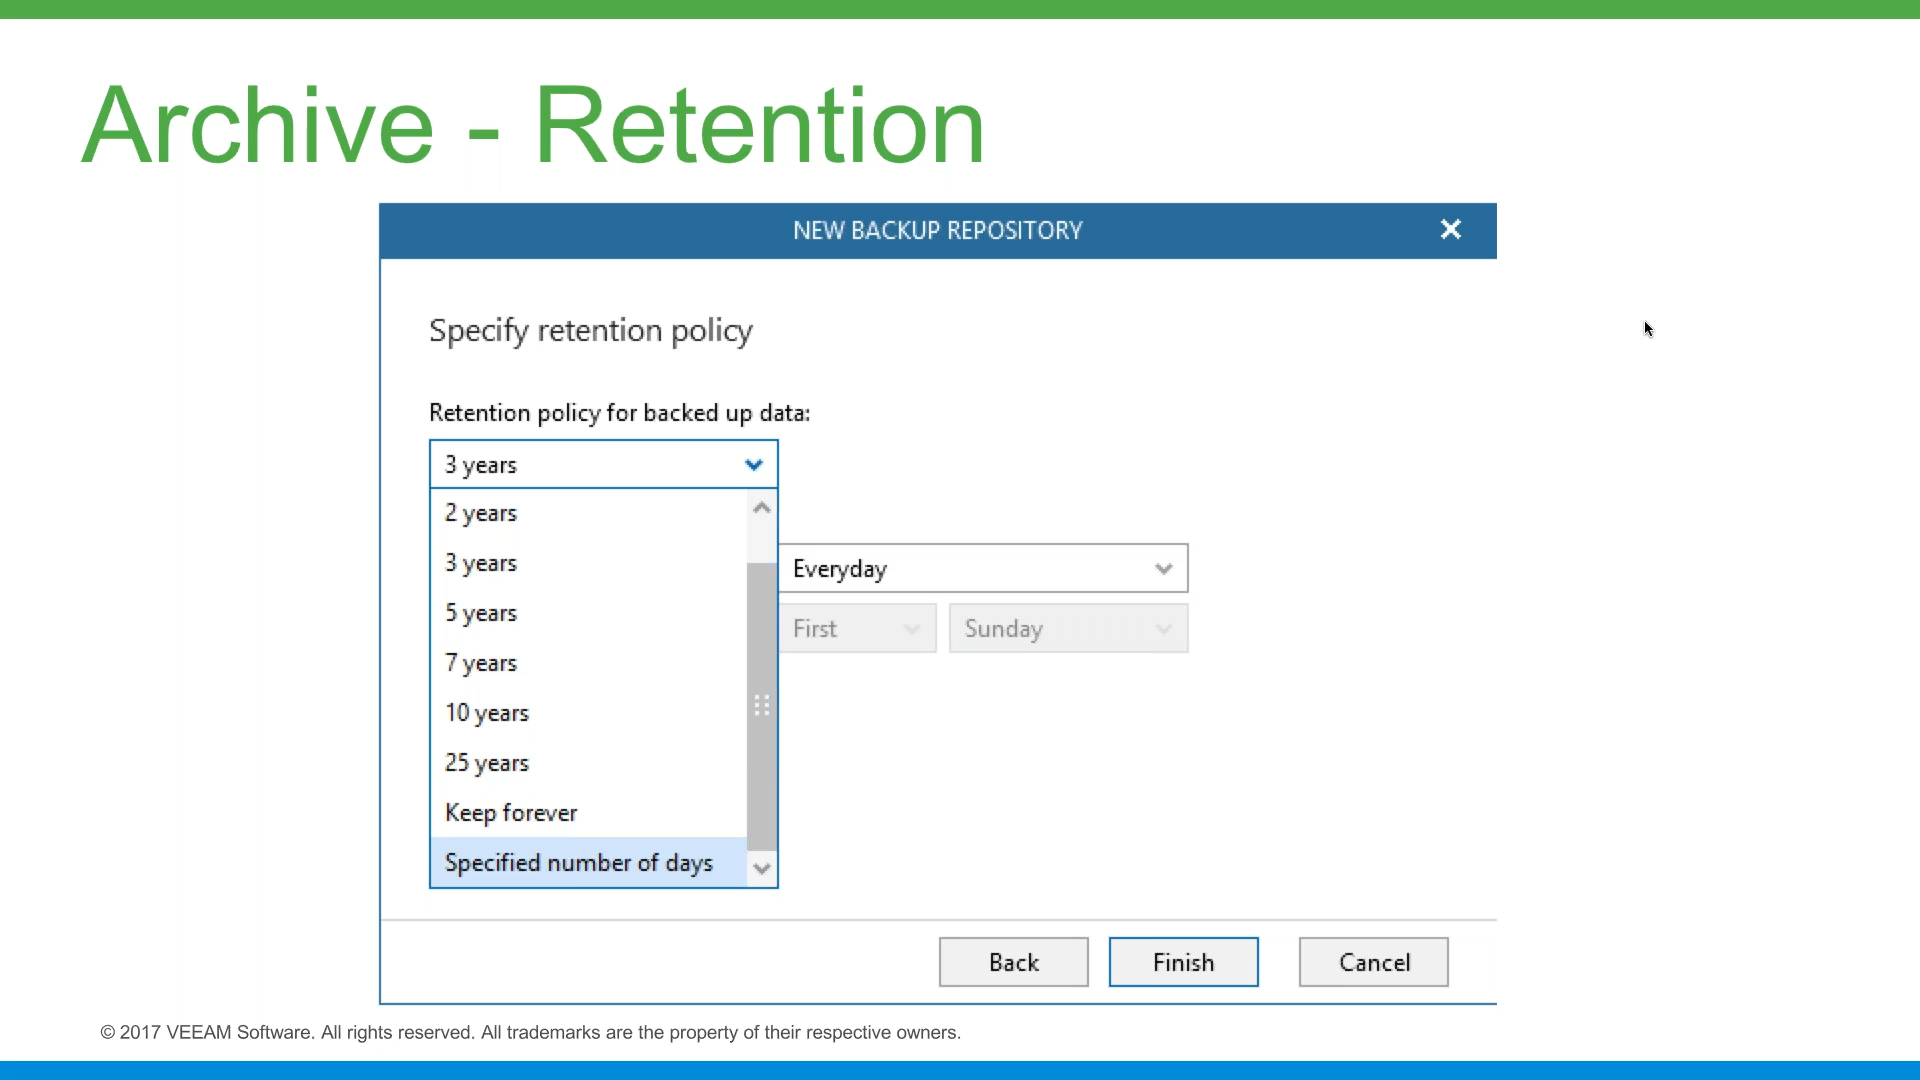 Archive - Retention
NEW BACKUP REPOSITORY
Specify retention policy
Retention policy for backed up data:
3 years
2 years
3 years
5 years
7 years
10 years
25 years
Keep forever
Specified number of days
Everyday
First Sunday
Back Finish Cancel
© 2017 VEEAM Software. All rights reserved. All trademarks are the property of their respective owners.